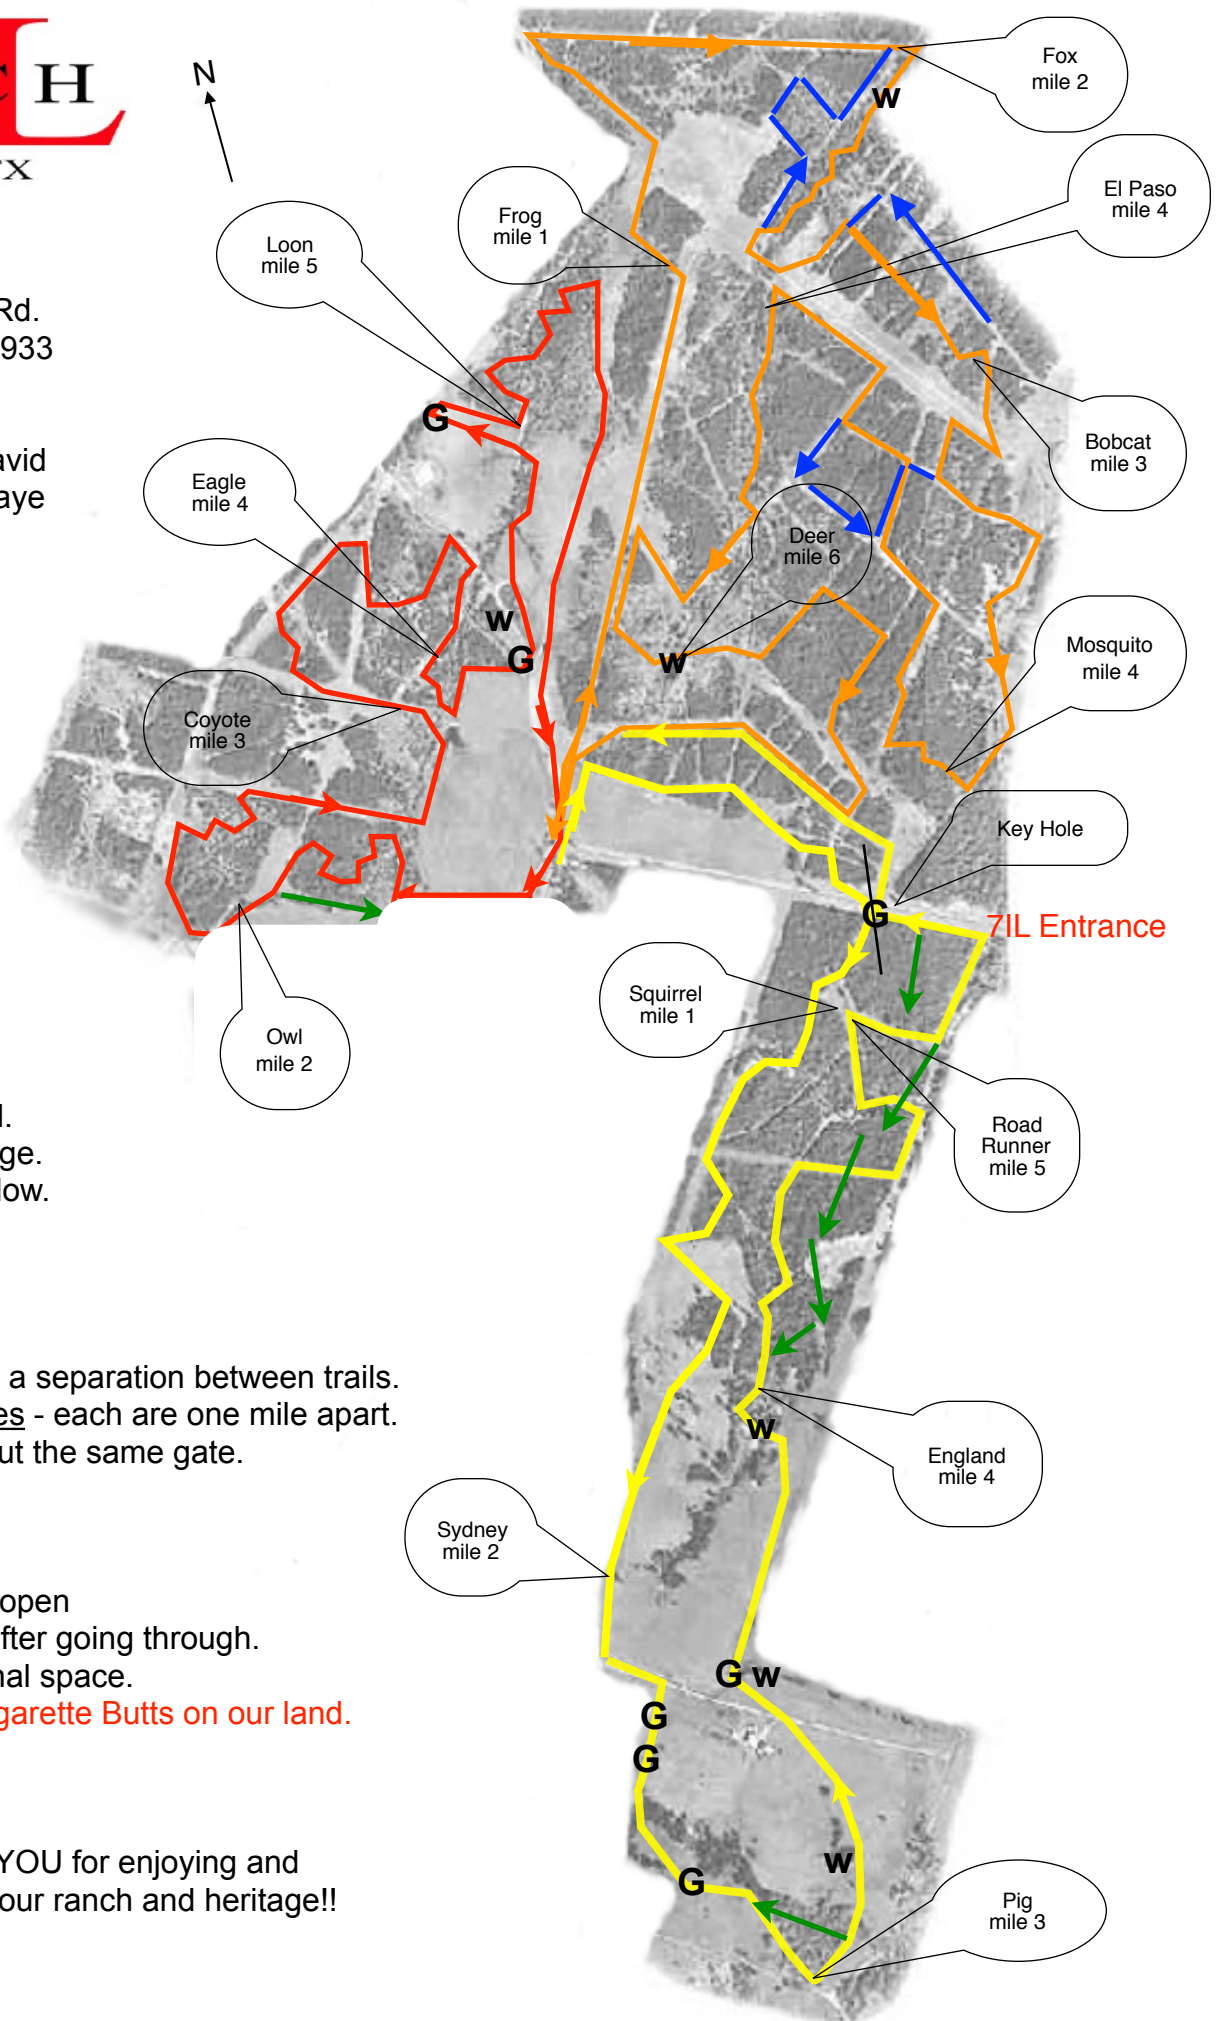 C H
TX
N
Rd.
933
avid
aye
Fox
mile 2
w
El Paso
mile 4
Frog
mile 1
Loon
mile 5
G
Bobcat
mile 3
Eagle
mile 4
Deer
mile 6
w
G
w
Mosquito
mile 4
Coyote
mile 3
Key Hole
G
7IL Entrance
Squirrel
mile 1
Owl
mile 2
Road
Runner
mile 5
l.
ge.
low.
a separation between trails.
es - each are one mile apart.
ut the same gate.
w
England
mile 4
Sydney
mile 2
open
fter going through.
nal space.
garette Butts on our land.
G w
G
G
YOU for enjoying and
our ranch and heritage!!
w
G
Pig
mile 3